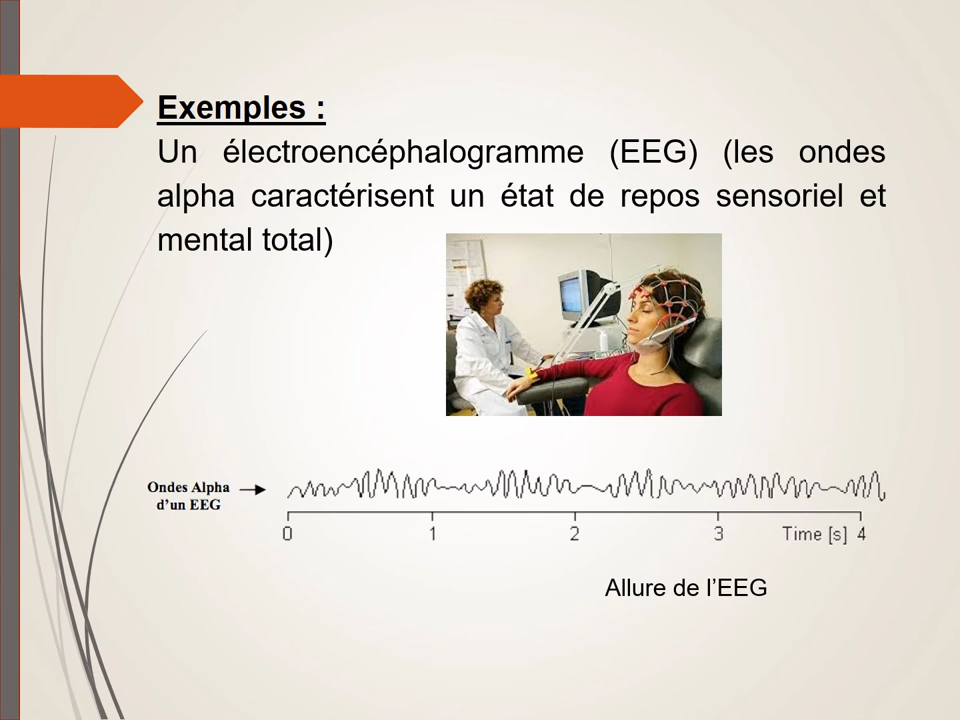 Exemples :
Un électroencéphalogramme (EEG) (les ondes
alpha caractérisent un état de repos sensoriel et
mental total)
Ondes Alpha
d'un EEG
0 1 2 3 Time [s] 4
Allure de l'EEG